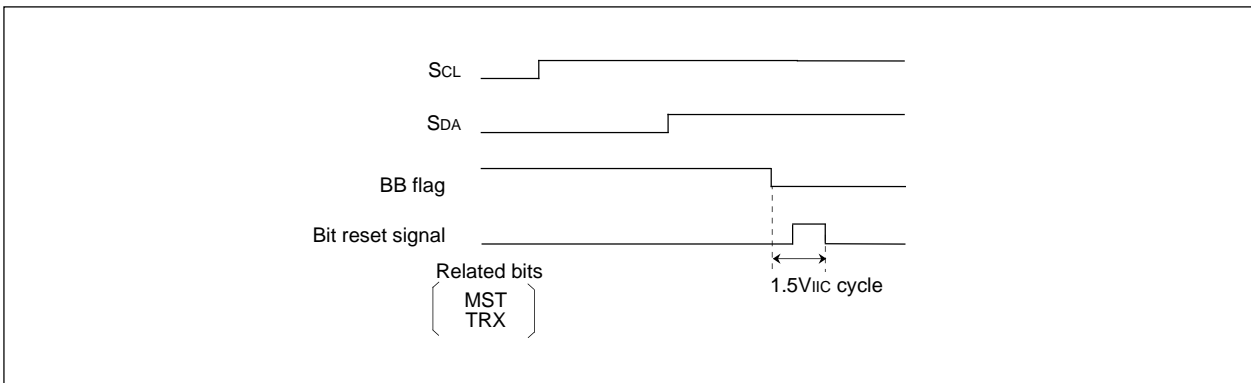 SCL
SDA
BB flag
Bit reset signal
Related bits
MST
TRX
1.5VIIC cycle